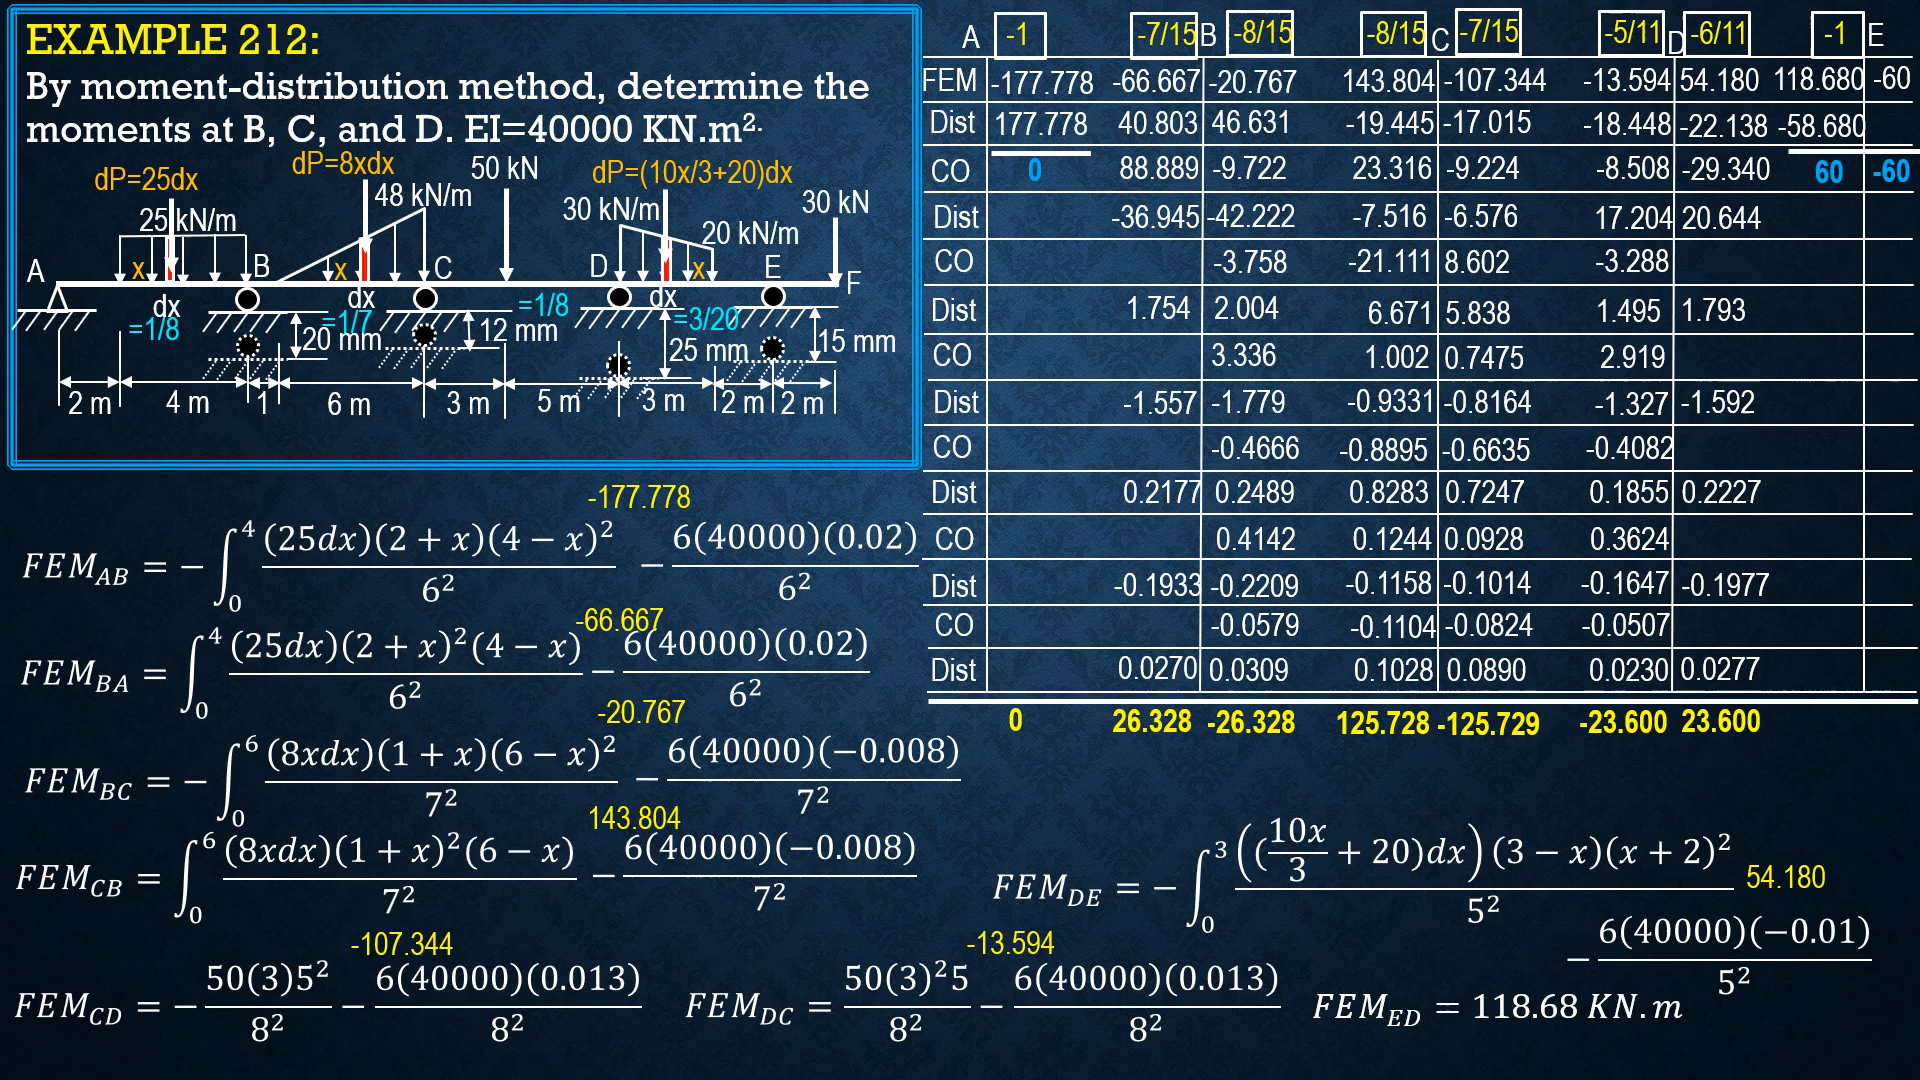 EXAMPLE 212:
By moment-distribution method, determine the
moments at B, C, and D. EI=40000 KN.m².
dP=25dx
dP=8xdx
50 kN
dP=(10x/3+20)dx
25 kN/m
48 kN/m
30 kN/m
20 kN/m
30 kN
A
x
B
x
C
D
x
E
F
dx
dx
dx
=1/8
=1/7
=1/8
=3/20
20 mm
12 mm
25 mm
15 mm
2 m
4 m
1
6 m
3 m
5 m
3 m
2 m
2 m
A -1 -7/15 B -8/15 -8/15 C -7/15 -5/11 D -6/11 -1 E
FEM -177.778 -66.667 -20.767 143.804 -107.344 -13.594 54.180 118.680 -60
Dist 177.778 40.803 46.631 -19.445 -17.015 -18.448 -22.138 -58.680
CO 0 88.889 -9.722 23.316 -9.224 -8.508 -29.340 60 -60
Dist -36.945 -42.222 -7.516 -6.576 17.204 20.644
CO -3.758 -21.111 8.602 -3.288
Dist 1.754 2.004 6.671 5.838 1.495 1.793
CO 3.336 1.002 0.7475 2.919
Dist -1.557 -1.779 -0.9331 -0.8164 -1.327 -1.592
CO -0.4666 -0.8895 -0.6635 -0.4082
Dist 0.2177 0.2489 0.8283 0.7247 0.1855 0.2227
CO 0.4142 0.1244 0.0928 0.3624
Dist -0.1933 -0.2209 -0.1158 -0.1014 -0.1647 -0.1977
CO -0.0579 -0.1104 -0.0824 -0.0507
Dist 0.0270 0.0309 0.1028 0.0890 0.0230 0.0277
0 26.328 -26.328 125.728 -125.729 -23.600 23.600
-177.778
FEM_AB = −∫₀⁴ (25dx)(2 + x)(4 − x)² / 6² − 6(40000)(0.02) / 6²
-66.667
FEM_BA = ∫₀⁴ (25dx)(2 + x)²(4 − x) / 6² − 6(40000)(0.02) / 6²
-20.767
FEM_BC = −∫₀⁶ (8xdx)(1 + x)(6 − x)² / 7² − 6(40000)(−0.008) / 7²
143.804
FEM_CB = ∫₀⁶ (8xdx)(1 + x)²(6 − x) / 7² − 6(40000)(−0.008) / 7²
-107.344
FEM_CD = − 50(3)5² / 8² − 6(40000)(0.013) / 8²
-13.594
FEM_DC = 50(3)²5 / 8² − 6(40000)(0.013) / 8²
FEM_DE = −∫₀³ ((10x/3 + 20)dx)(3 − x)(x + 2)² / 5²
54.180
− 6(40000)(−0.01) / 5²
FEM_ED = 118.68 KN.m